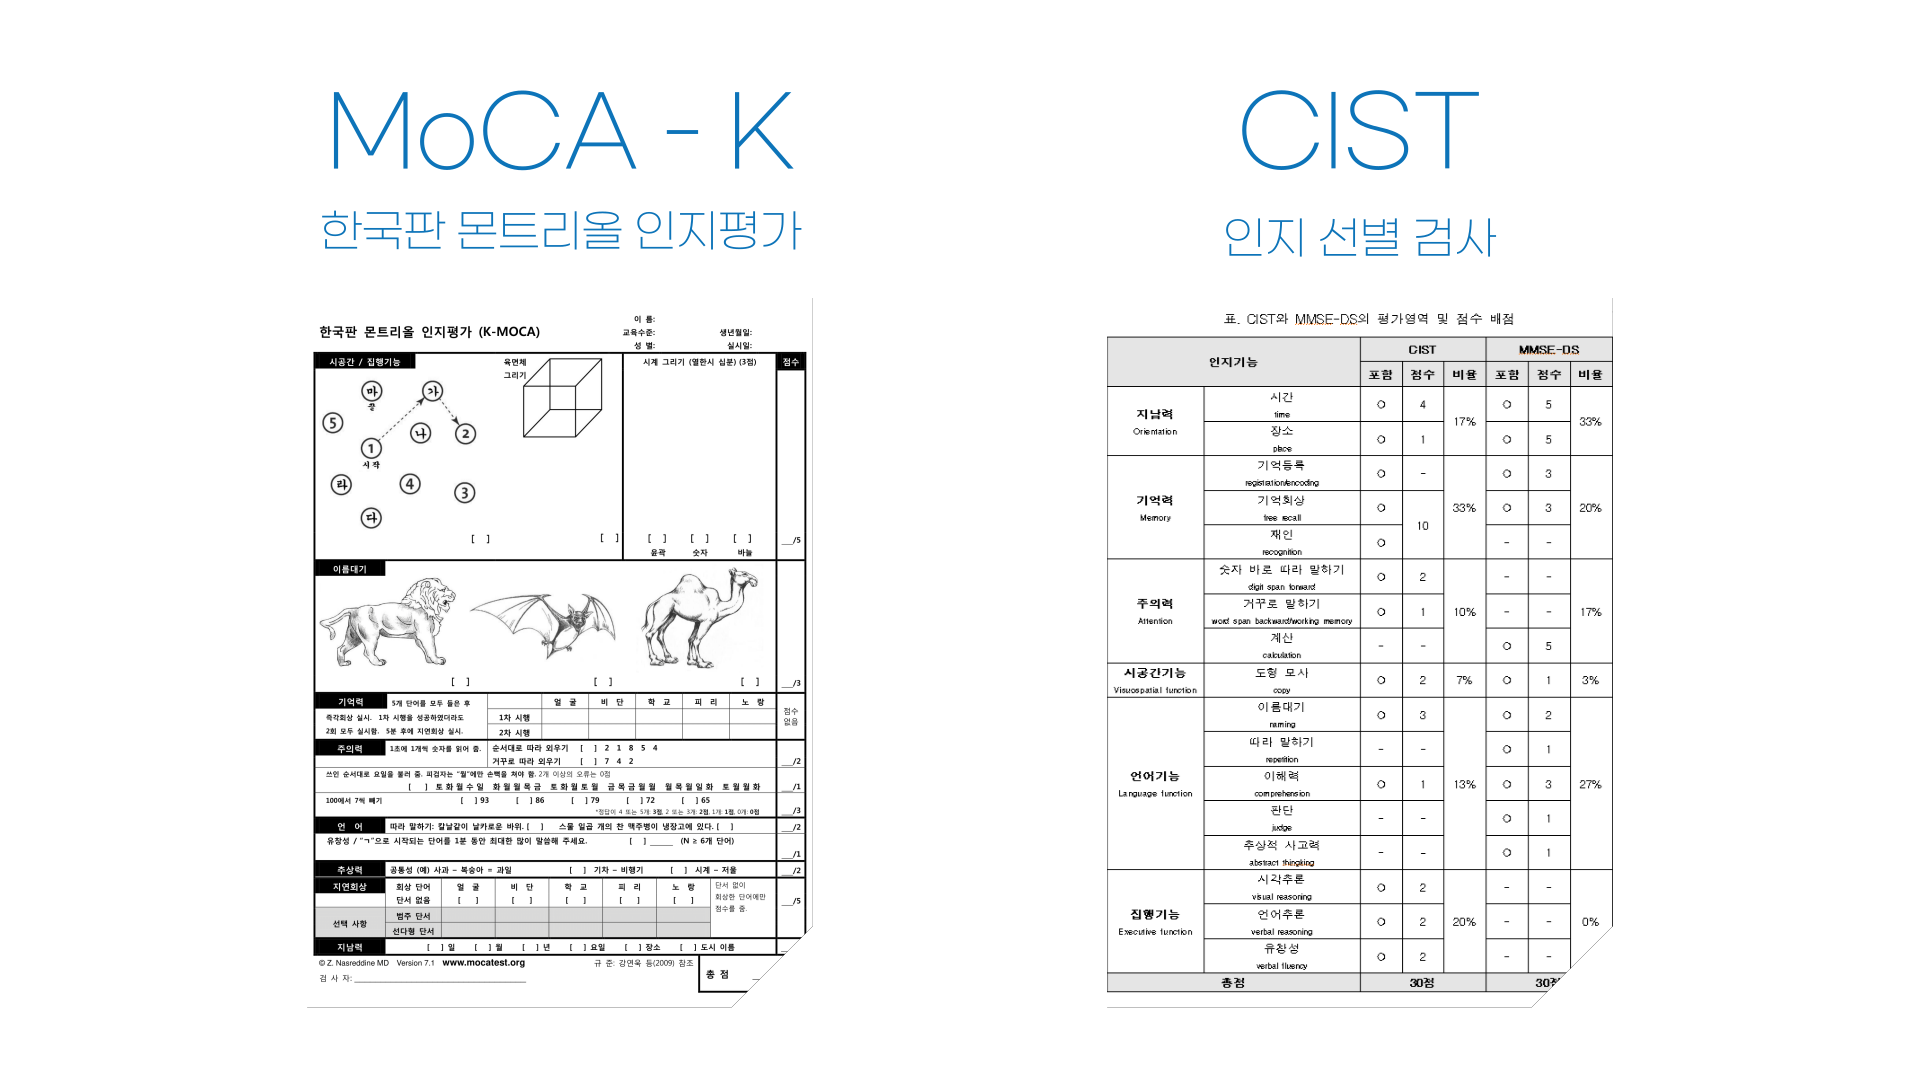 MoCA - K
한국판 몬트리올 인지평가
한국판 몬트리올 인지평가 (K-MOCA)
이 름:
교육수준: 생년월일:
성 별: 실시일:
시공간 / 집행기능
육면체
그리기
시계 그리기 (열한시 십분) (3점)
점수
마
끝
가
5
나
2
1
시작
라
4
3
다
[ ] [ ] [ ] [ ] [ ] __/5
윤곽 숫자 바늘
이름대기
[ ] [ ] [ ] __/3
기억력 5개 단어를 모두 들은 후 얼 굴 비 단 학 교 피 리 노 랑
즉각회상 실시. 1차 시행을 성공하였더라도 1차 시행
2회 모두 실시함. 5분 후에 지연회상 실시. 2차 시행
점수
없음
주의력 1초에 1개씩 숫자를 읽어 줌. 순서대로 따라 외우기 [ ] 2 1 8 5 4
거꾸로 따라 외우기 [ ] 7 4 2 __/2
쓰인 순서대로 요일을 불러 줌. 피검자는 "월"에만 손뼉을 쳐야 함. 2개 이상의 오류는 0점
[ ] 토화월수일 화월월목금 토화월토월 금목금월월 월목월일화 토월월화 __/1
100에서 7씩 빼기 [ ] 93 [ ] 86 [ ] 79 [ ] 72 [ ] 65
*정답이 4 또는 5개: 3점, 2 또는 3개: 2점, 1개: 1점, 0개: 0점 __/3
언 어 따라 말하기: 칼날같이 날카로운 바위. [ ] 스물 일곱 개의 찬 맥주병이 냉장고에 있다. [ ] __/2
유창성 / "ㄱ"으로 시작되는 단어를 1분 동안 최대한 많이 말씀해 주세요. [ ] _____ (N ≥ 6개 단어)
__/1
추상력 공통성 (예) 사과 – 복숭아 = 과일 [ ] 기차 – 비행기 [ ] 시계 – 저울 __/2
지연회상 회상 단어 얼 굴 비 단 학 교 피 리 노 랑 단서 없이
단서 없음 [ ] [ ] [ ] [ ] [ ] 회상한 단어에만 __/5
점수를 줌.
선택 사항 범주 단서
선다형 단서
지남력 [ ] 일 [ ] 월 [ ] 년 [ ] 요일 [ ] 장소 [ ] 도시 이름
© Z. Nasreddine MD Version 7.1 www.mocatest.org 규 준: 강연욱 등(2009) 참조
검 사 자:
총 점
CIST
인지 선별 검사
표. CIST와 MMSE-DS의 평가영역 및 점수 배점
인지기능 CIST MMSE-DS
포함 점수 비율 포함 점수 비율
지남력
Orientation
시간 ○ 4 ○ 5
time
17% 33%
장소 ○ 1 ○ 5
place
기억력
Memory
기억등록 ○ - ○ 3
registration/encoding
기억회상 ○ 10 33% ○ 3 20%
free recall
재인 ○ - -
recognition
주의력
Attention
숫자 바로 따라 말하기 ○ 2 - -
digit span forward
거꾸로 말하기 ○ 1 10% - - 17%
word span backward/working memory
계산 - - ○ 5
calculation
시공간기능 도형 모사 ○ 2 7% ○ 1 3%
Visuospatial function copy
언어기능
Language function
이름대기 ○ 3 ○ 2
naming
따라 말하기 - - ○ 1
repetition
이해력 ○ 1 13% ○ 3 27%
comprehension
판단 - - ○ 1
judge
추상적 사고력 - - ○ 1
abstract thingking
집행기능
Executive function
시각추론 ○ 2 - -
visual reasoning
언어추론 ○ 2 20% - - 0%
verbal reasoning
유창성 ○ 2 - -
verbal fluency
총점 30점 30점